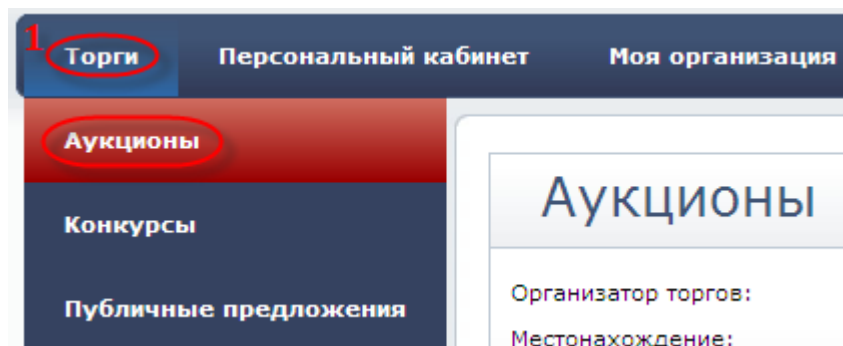 1 Торги Персональный кабинет Моя организация
Аукционы
Аукционы
Конкурсы
Организатор торгов:
Публичные предложения
Местонахождение: